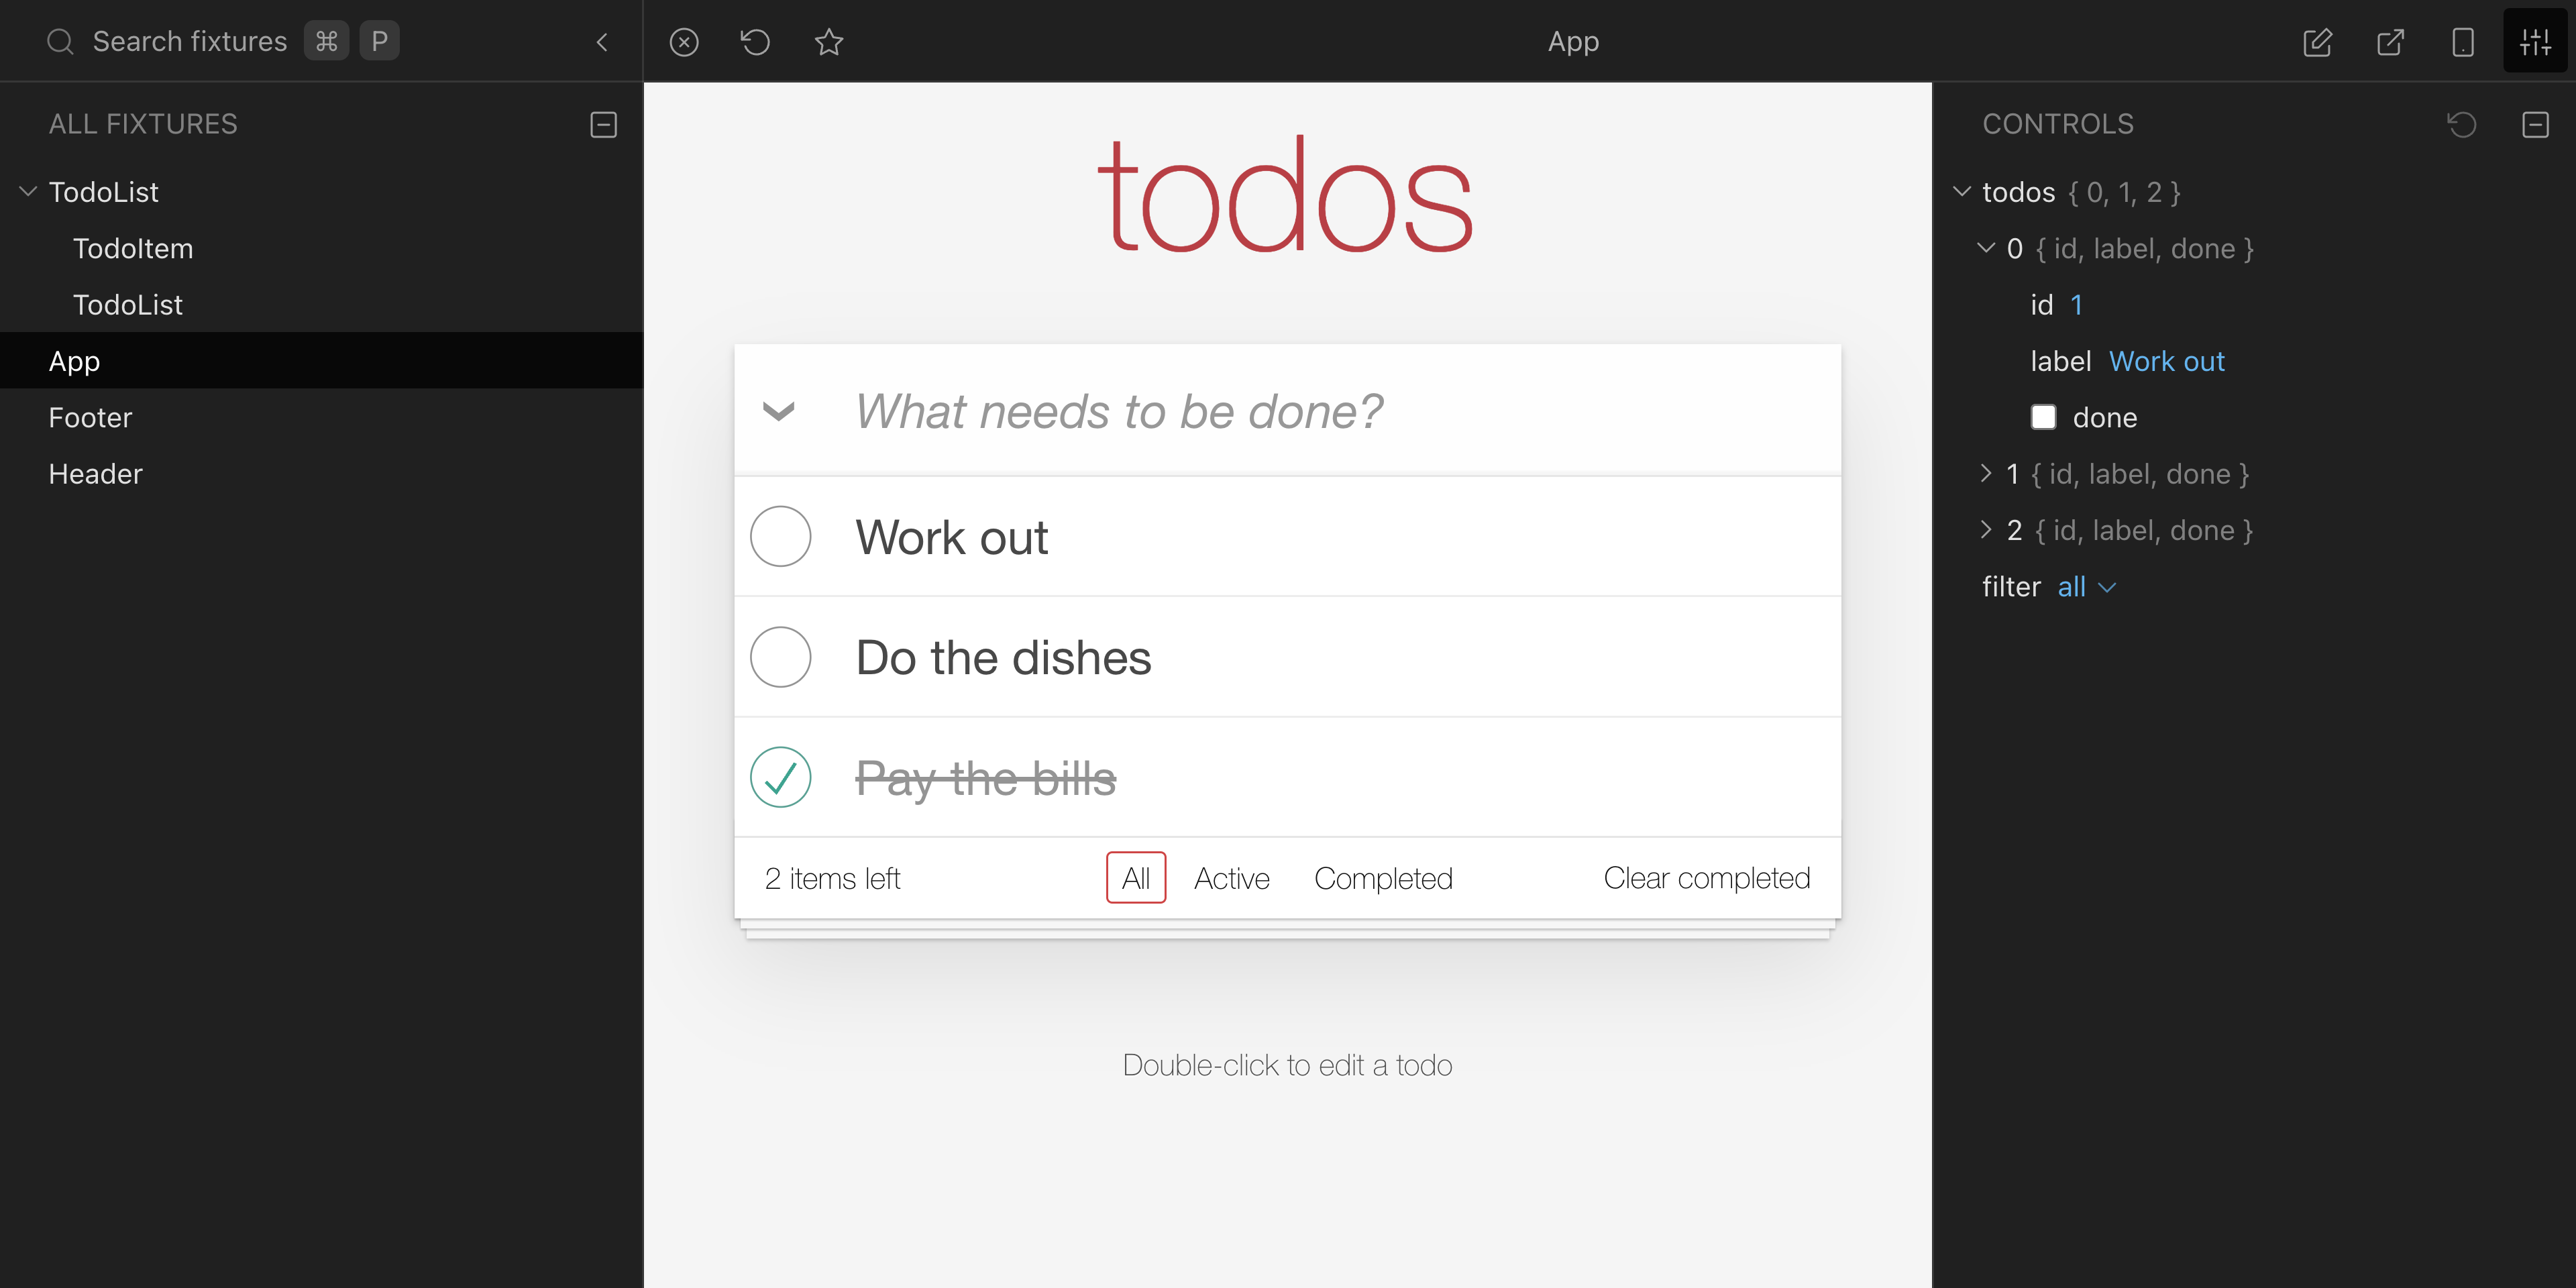 Search fixtures ⌘ P
App
ALL FIXTURES
TodoList
TodoItem
TodoList
App
Footer
Header
todos
What needs to be done?
Work out
Do the dishes
Pay the bills
2 items left All Active Completed Clear completed
Double-click to edit a todo
CONTROLS
todos { 0, 1, 2 }
0 { id, label, done }
id 1
label Work out
done
1 { id, label, done }
2 { id, label, done }
filter all